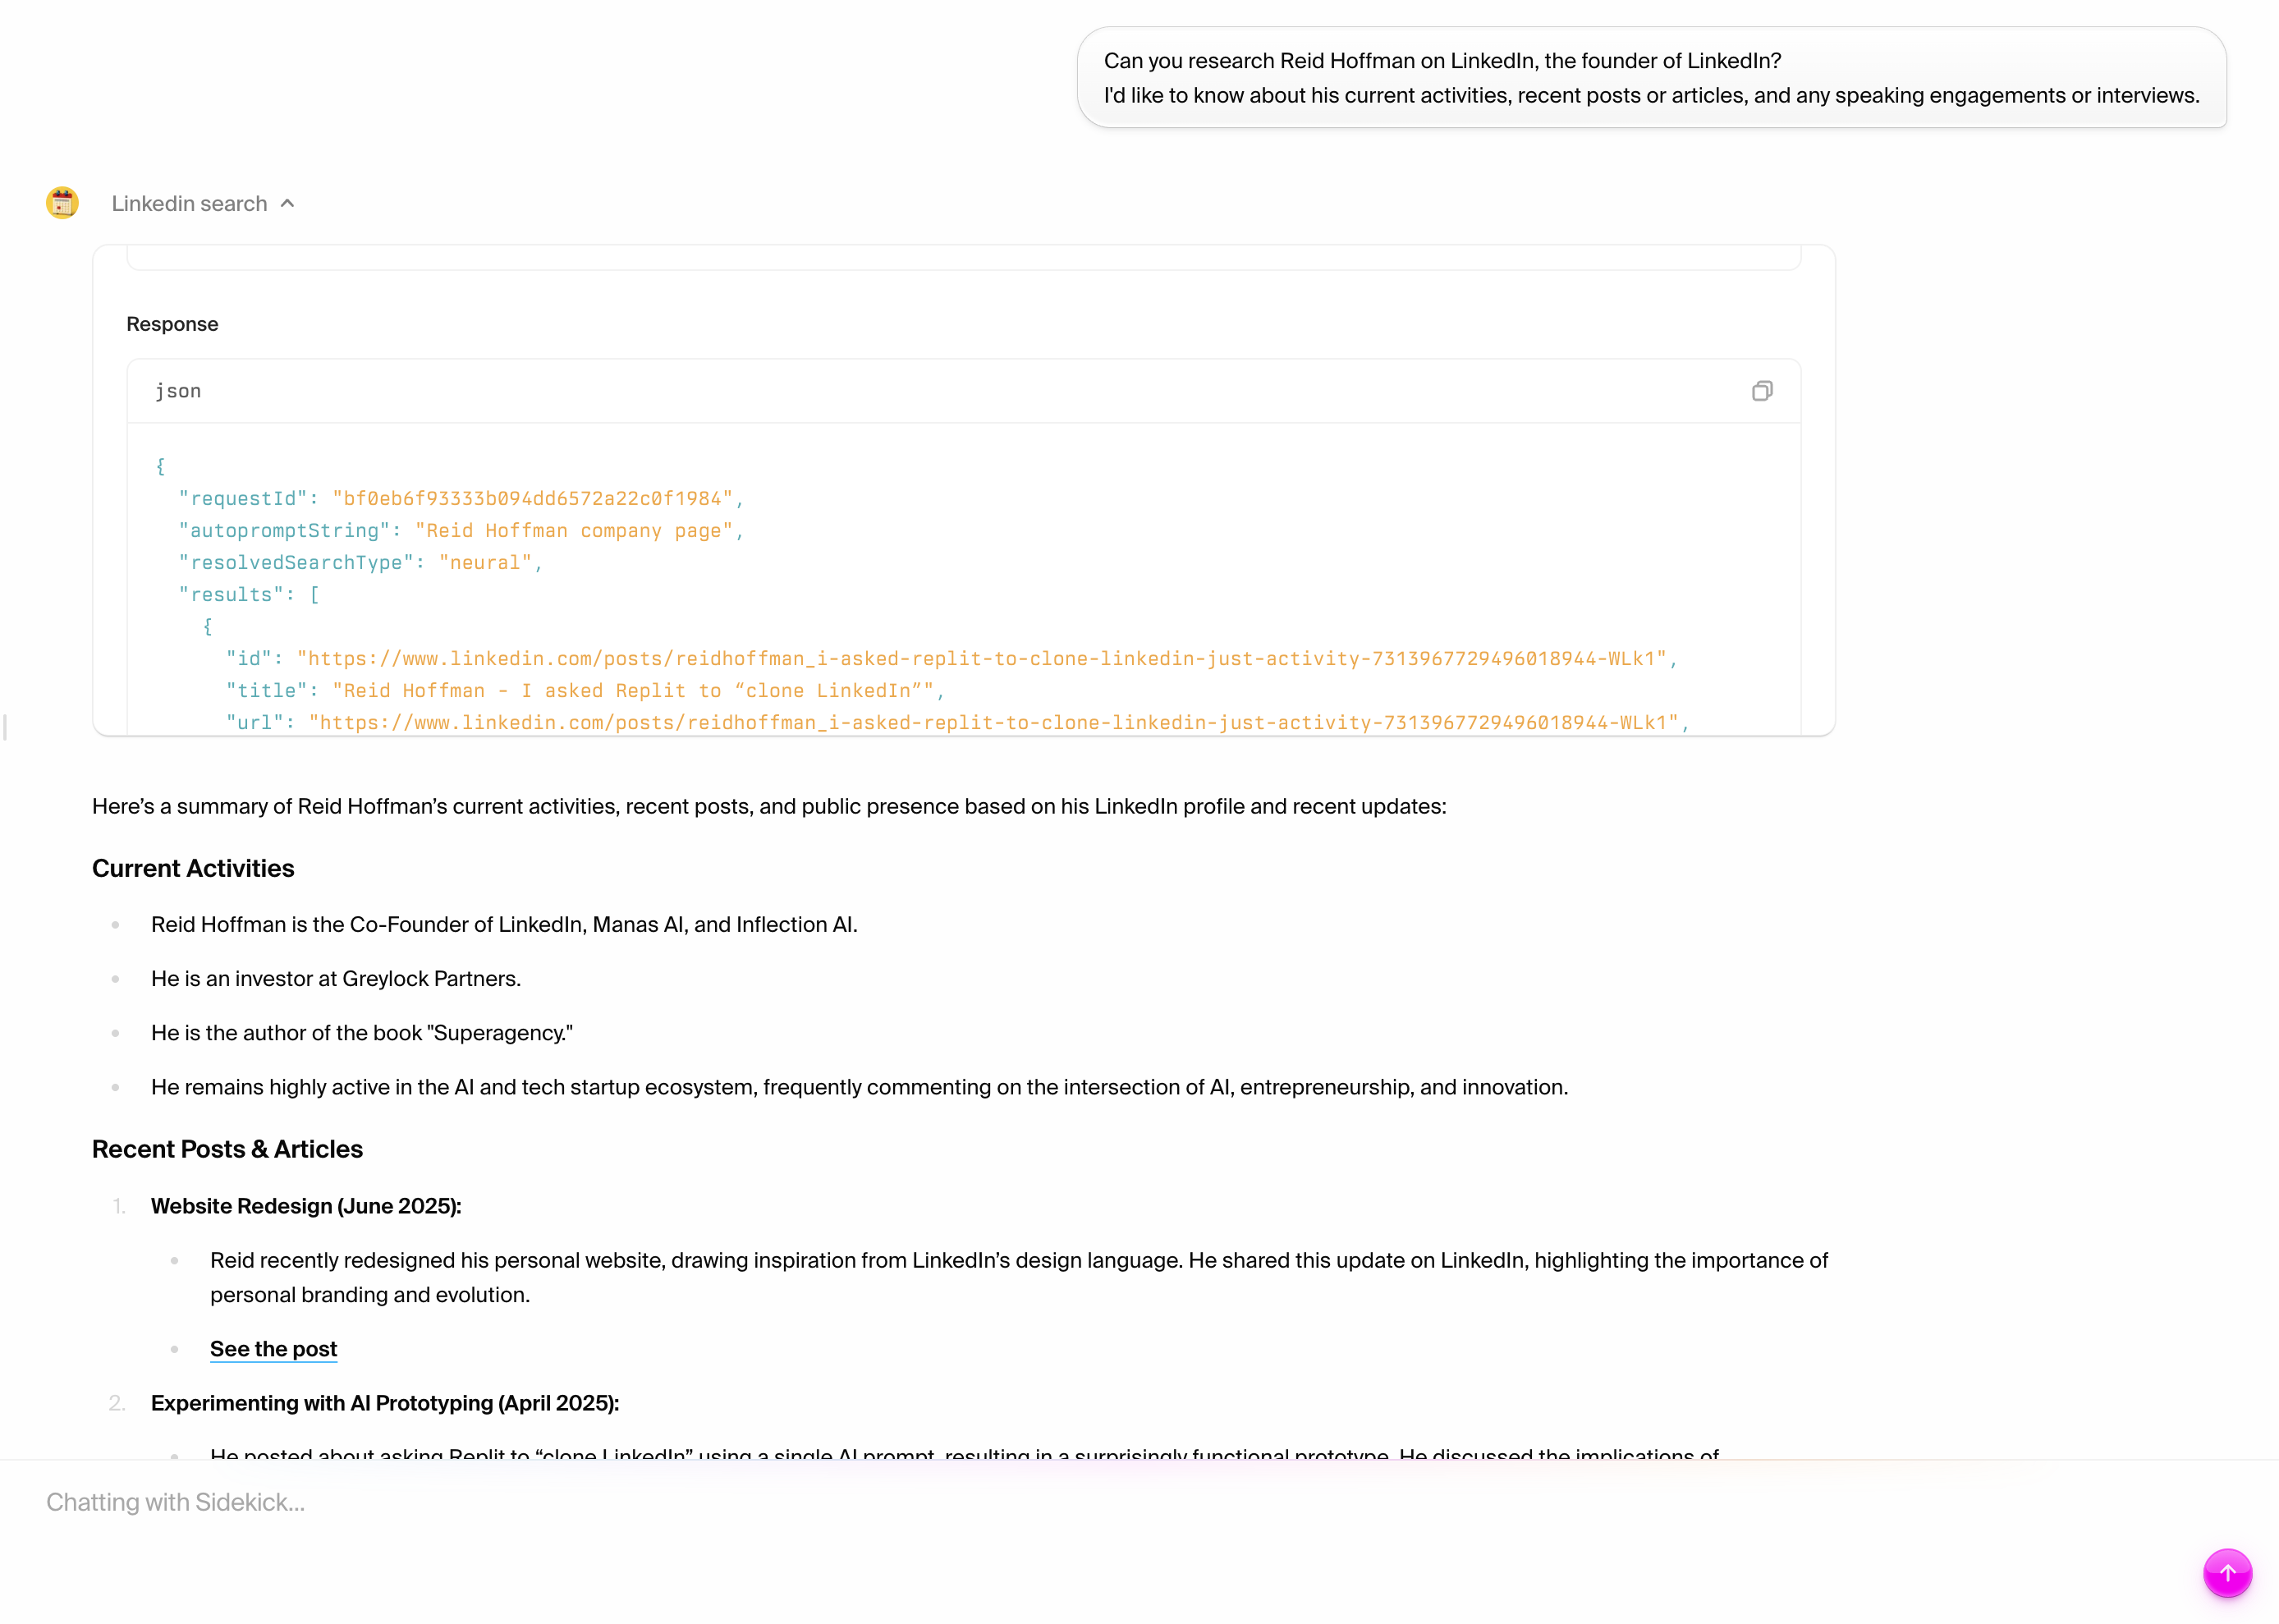 Can you research Reid Hoffman on LinkedIn, the founder of LinkedIn?
I'd like to know about his current activities, recent posts or articles, and any speaking engagements or interviews.
Linkedin search
Response
json
{
"requestId": "bf0eb6f93333b094dd6572a22c0f1984",
"autopromptString": "Reid Hoffman company page",
"resolvedSearchType": "neural",
"results": [
{
"id": "https://www.linkedin.com/posts/reidhoffman_i-asked-replit-to-clone-linkedin-just-activity-7313967729496018944-WLk1",
"title": "Reid Hoffman - I asked Replit to “clone LinkedIn”",
"url": "https://www.linkedin.com/posts/reidhoffman_i-asked-replit-to-clone-linkedin-just-activity-7313967729496018944-WLk1",
Here’s a summary of Reid Hoffman’s current activities, recent posts, and public presence based on his LinkedIn profile and recent updates:
Current Activities
• Reid Hoffman is the Co-Founder of LinkedIn, Manas AI, and Inflection AI.
• He is an investor at Greylock Partners.
• He is the author of the book "Superagency."
• He remains highly active in the AI and tech startup ecosystem, frequently commenting on the intersection of AI, entrepreneurship, and innovation.
Recent Posts & Articles
1. Website Redesign (June 2025):
• Reid recently redesigned his personal website, drawing inspiration from LinkedIn’s design language. He shared this update on LinkedIn, highlighting the importance of
personal branding and evolution.
• See the post
2. Experimenting with AI Prototyping (April 2025):
• He posted about asking Replit to “clone LinkedIn” using a single AI prompt, resulting in a surprisingly functional prototype. He discussed the implications of
Chatting with Sidekick...